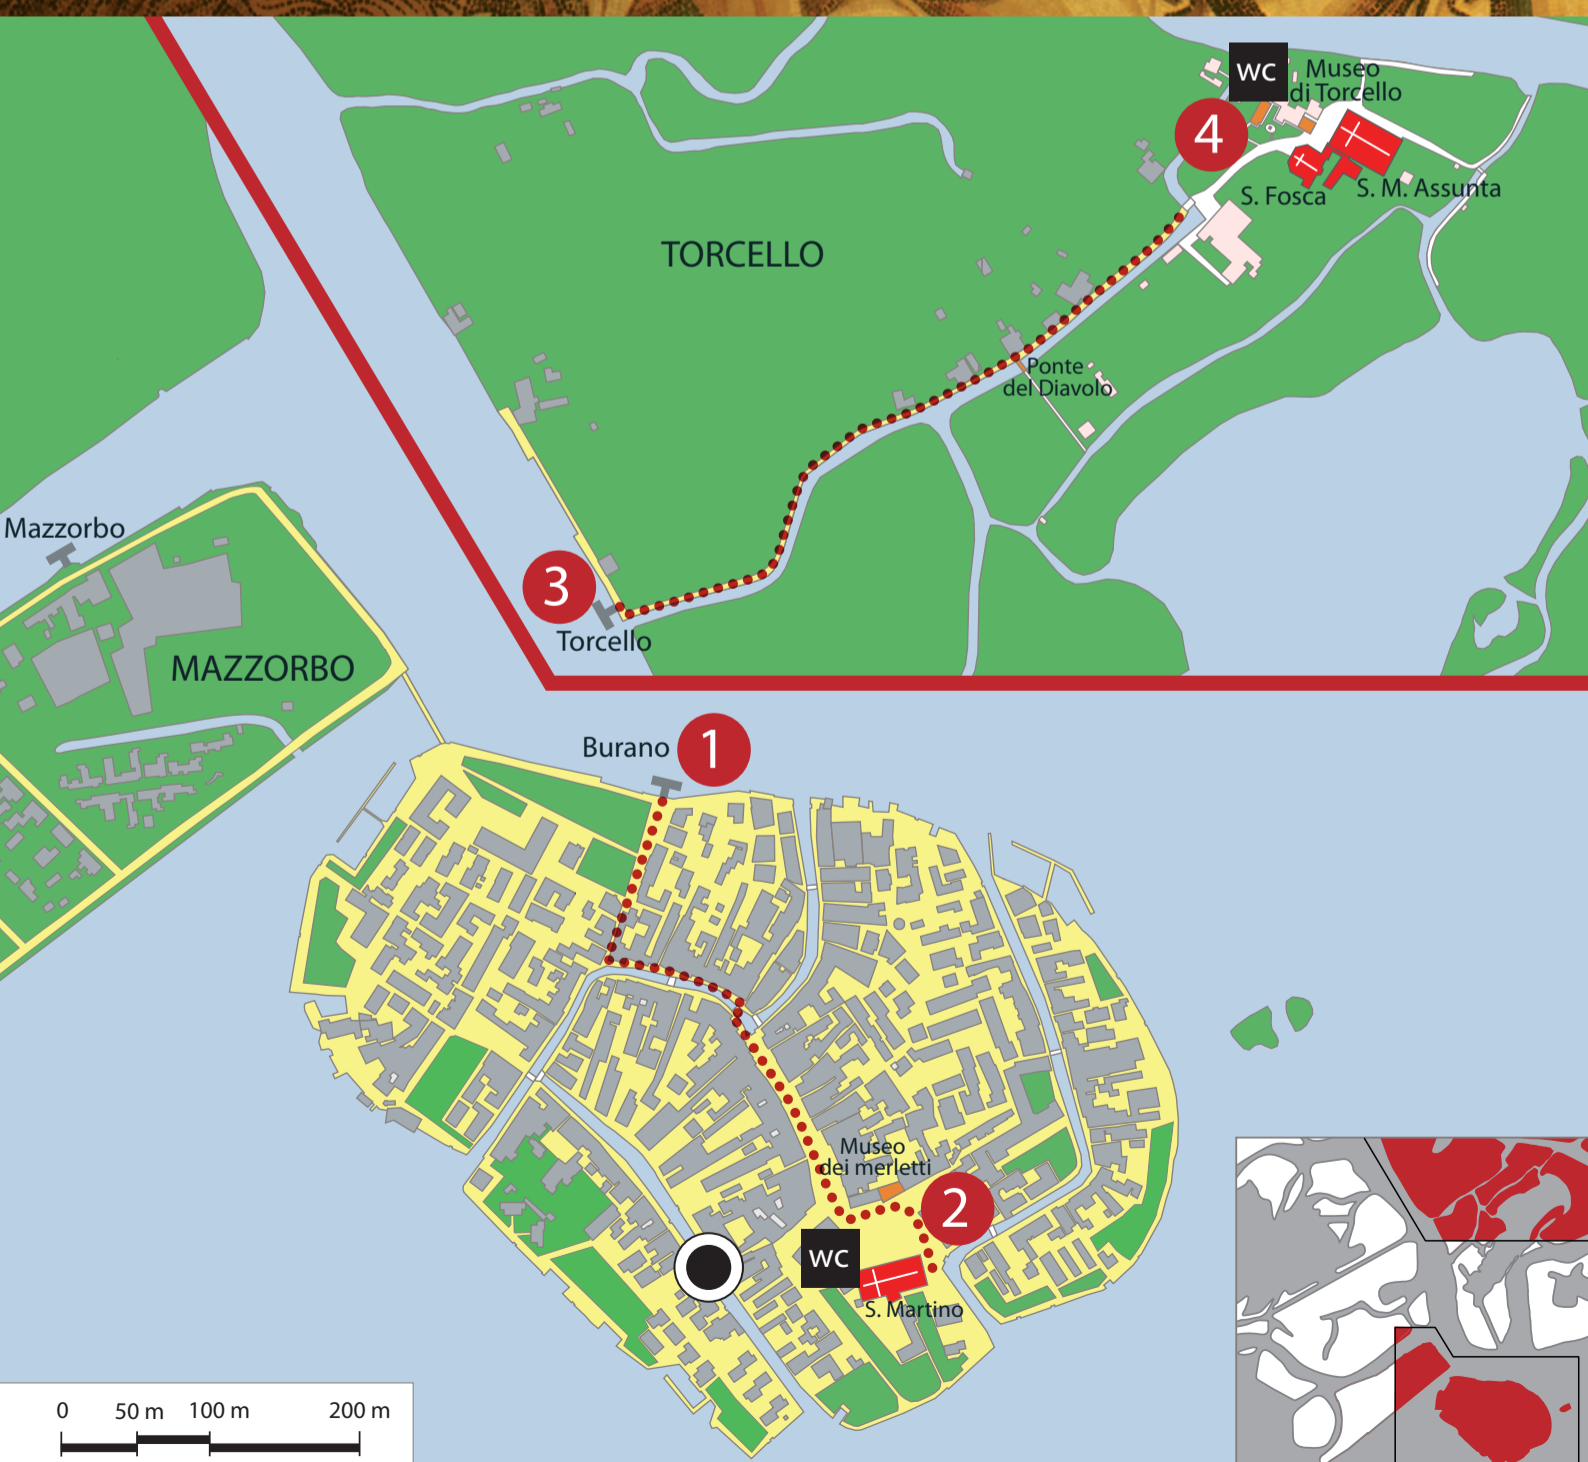 WC
Museo
di Torcello
4
S. Fosca
S. M. Assunta
TORCELLO
Ponte
del Diavolo
Mazzorbo
3
Torcello
MAZZORBO
Burano
1
Museo
dei merletti
2
WC
S. Martino
0 50 m 100 m 200 m